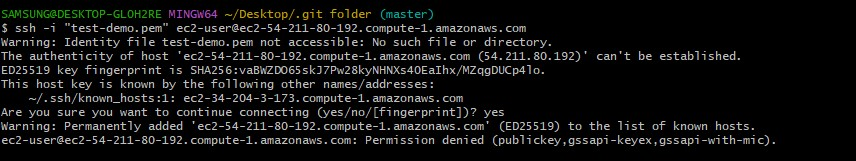 SAMSUNG@DESKTOP-GLOH2RE MINGW64 ~/Desktop/.git folder (master)
$ ssh -i "test-demo.pem" ec2-user@ec2-54-211-80-192.compute-1.amazonaws.com
Warning: Identity file test-demo.pem not accessible: No such file or directory.
The authenticity of host 'ec2-54-211-80-192.compute-1.amazonaws.com (54.211.80.192)' can't be established.
ED25519 key fingerprint is SHA256:vaBWZDO65skJ7Pw28kyNHNXs4OEaIhx/MZqgDUCp4lo.
This host key is known by the following other names/addresses:
    ~/.ssh/known_hosts:1: ec2-34-204-3-173.compute-1.amazonaws.com
Are you sure you want to continue connecting (yes/no/[fingerprint])? yes
Warning: Permanently added 'ec2-54-211-80-192.compute-1.amazonaws.com' (ED25519) to the list of known hosts.
ec2-user@ec2-54-211-80-192.compute-1.amazonaws.com: Permission denied (publickey,gssapi-keyex,gssapi-with-mic).